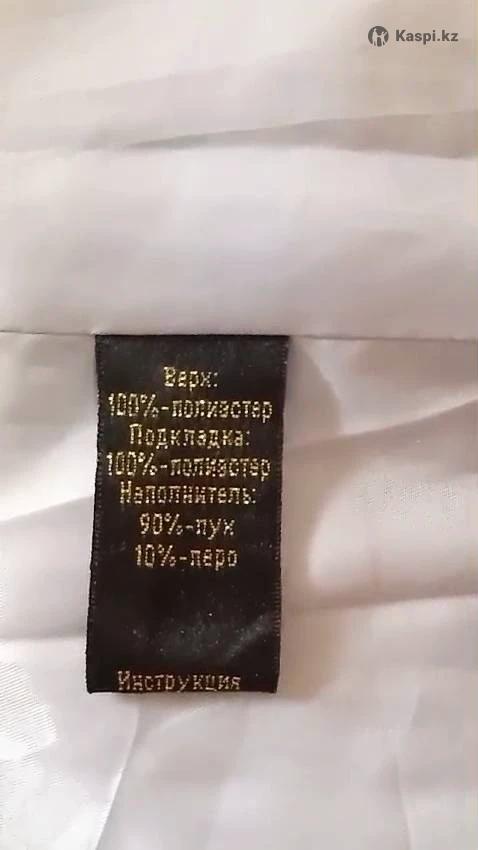 Kaspi.kz
Верх:
100%-полиэстер
Подкладка:
100%-полиэстер
Наполнитель:
90%-пух
10%-перо
Инструкция